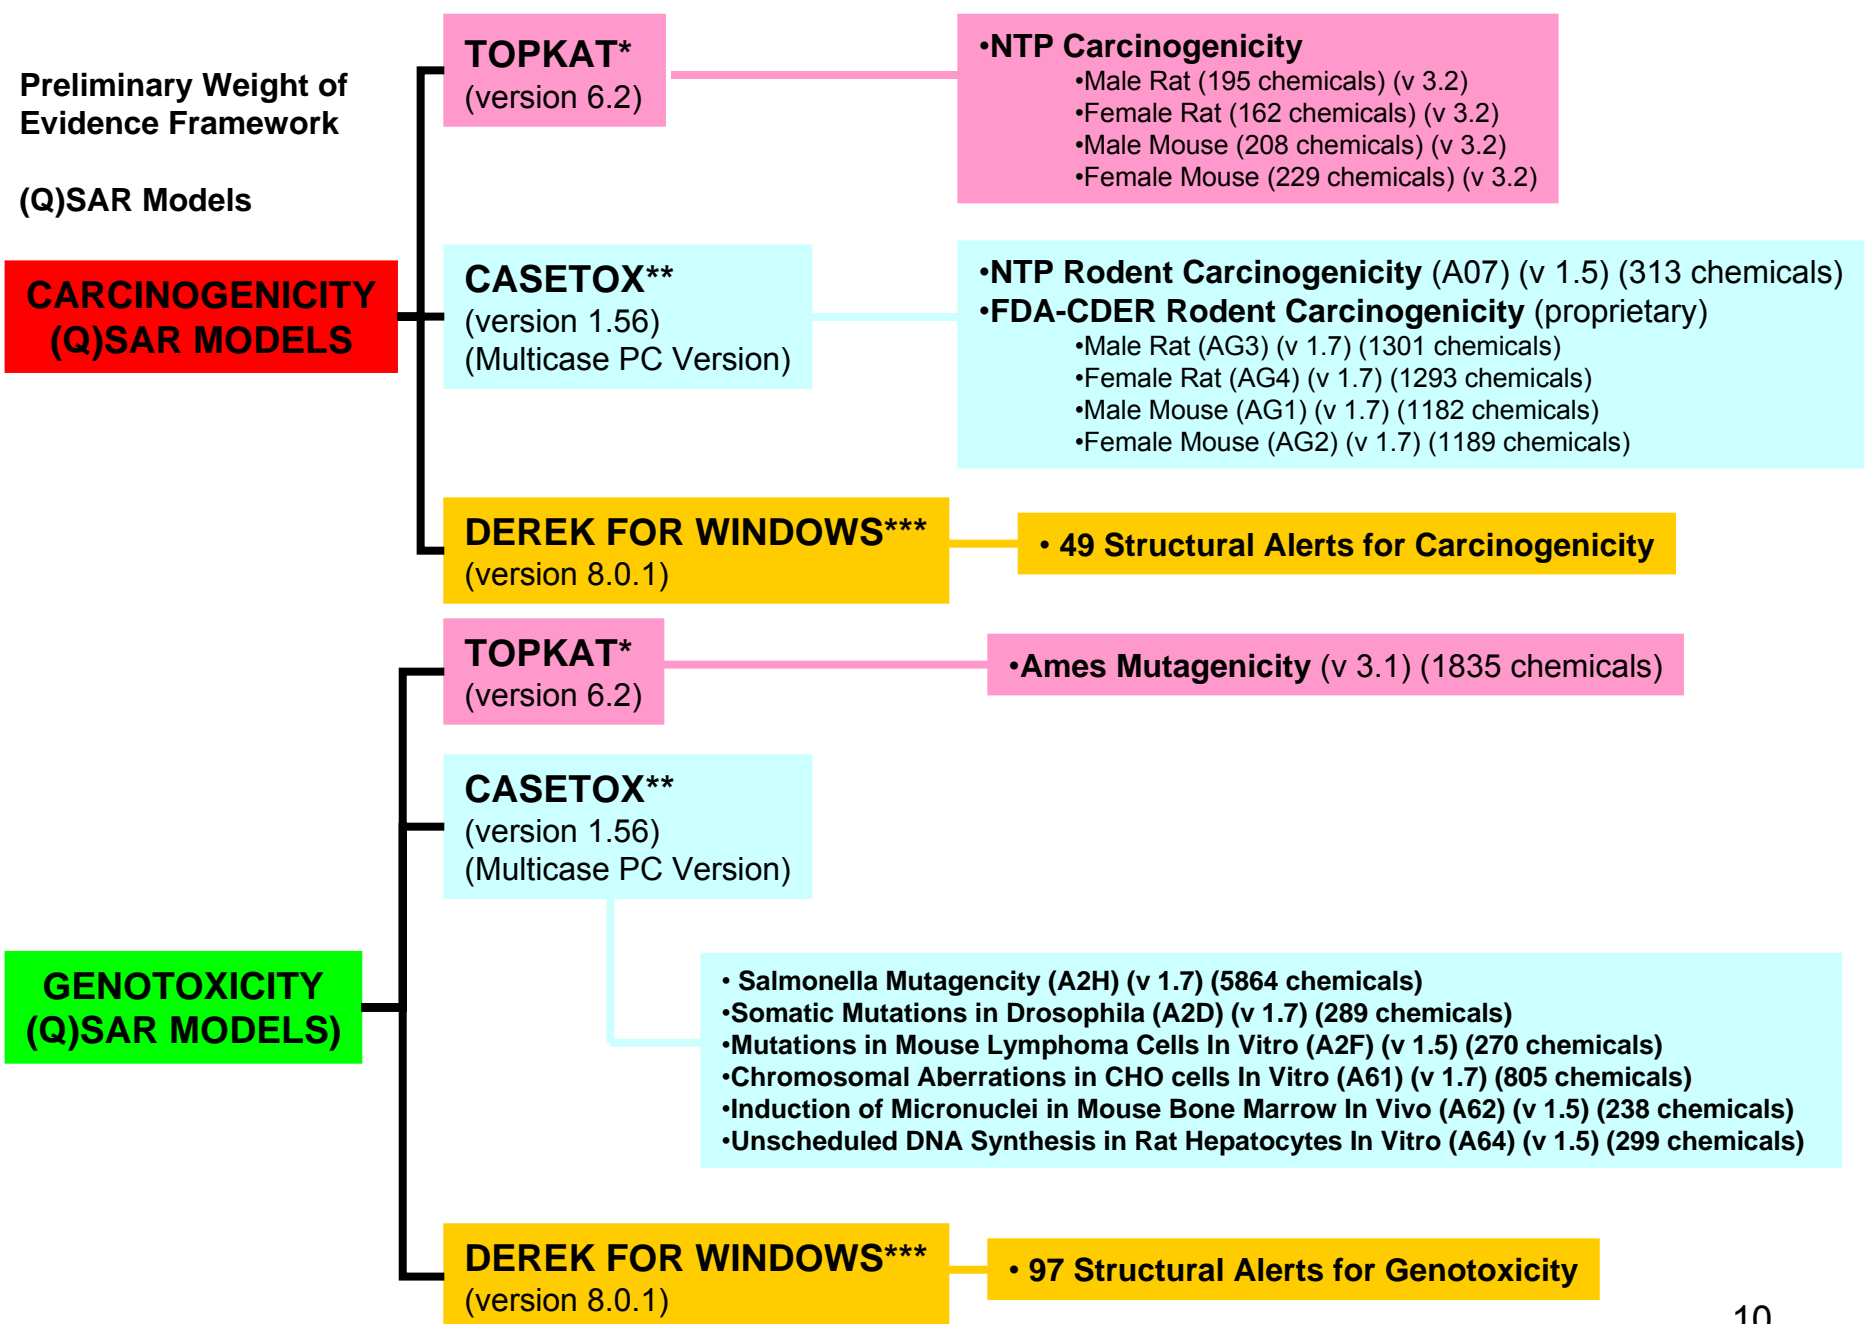 Preliminary Weight of
Evidence Framework
(Q)SAR Models
CARCINOGENICITY
(Q)SAR MODELS
TOPKAT*
(version 6.2)
•NTP Carcinogenicity
•Male Rat (195 chemicals) (v 3.2)
•Female Rat (162 chemicals) (v 3.2)
•Male Mouse (208 chemicals) (v 3.2)
•Female Mouse (229 chemicals) (v 3.2)
CASETOX**
(version 1.56)
(Multicase PC Version)
•NTP Rodent Carcinogenicity (A07) (v 1.5) (313 chemicals)
•FDA-CDER Rodent Carcinogenicity (proprietary)
•Male Rat (AG3) (v 1.7) (1301 chemicals)
•Female Rat (AG4) (v 1.7) (1293 chemicals)
•Male Mouse (AG1) (v 1.7) (1182 chemicals)
•Female Mouse (AG2) (v 1.7) (1189 chemicals)
DEREK FOR WINDOWS***
(version 8.0.1)
• 49 Structural Alerts for Carcinogenicity
GENOTOXICITY
(Q)SAR MODELS)
TOPKAT*
(version 6.2)
•Ames Mutagenicity (v 3.1) (1835 chemicals)
CASETOX**
(version 1.56)
(Multicase PC Version)
• Salmonella Mutagencity (A2H) (v 1.7) (5864 chemicals)
•Somatic Mutations in Drosophila (A2D) (v 1.7) (289 chemicals)
•Mutations in Mouse Lymphoma Cells In Vitro (A2F) (v 1.5) (270 chemicals)
•Chromosomal Aberrations in CHO cells In Vitro (A61) (v 1.7) (805 chemicals)
•Induction of Micronuclei in Mouse Bone Marrow In Vivo (A62) (v 1.5) (238 chemicals)
•Unscheduled DNA Synthesis in Rat Hepatocytes In Vitro (A64) (v 1.5) (299 chemicals)
DEREK FOR WINDOWS***
(version 8.0.1)
• 97 Structural Alerts for Genotoxicity
10